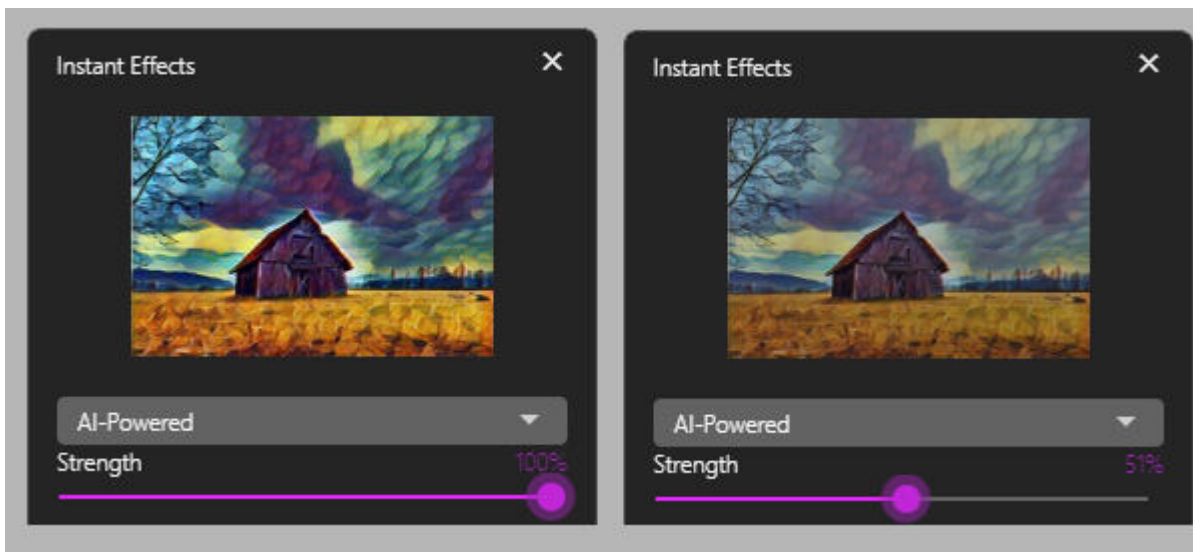 Instant Effects
AI-Powered
Strength 100%
Instant Effects
AI-Powered
Strength 51%